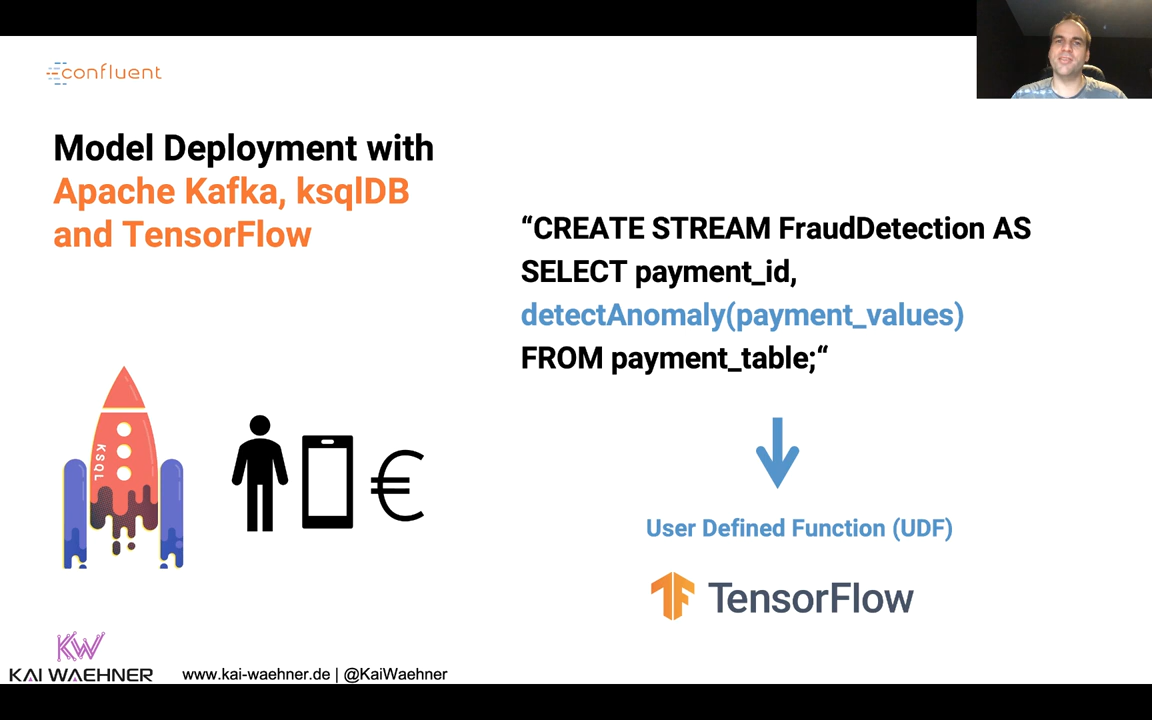 confluent
Model Deployment with
Apache Kafka, ksqlDB
and TensorFlow
“CREATE STREAM FraudDetection AS
SELECT payment_id,
detectAnomaly(payment_values)
FROM payment_table;“
KSQL
€
User Defined Function (UDF)
TensorFlow
KW
KAI WAEHNER
www.kai-waehner.de | @KaiWaehner